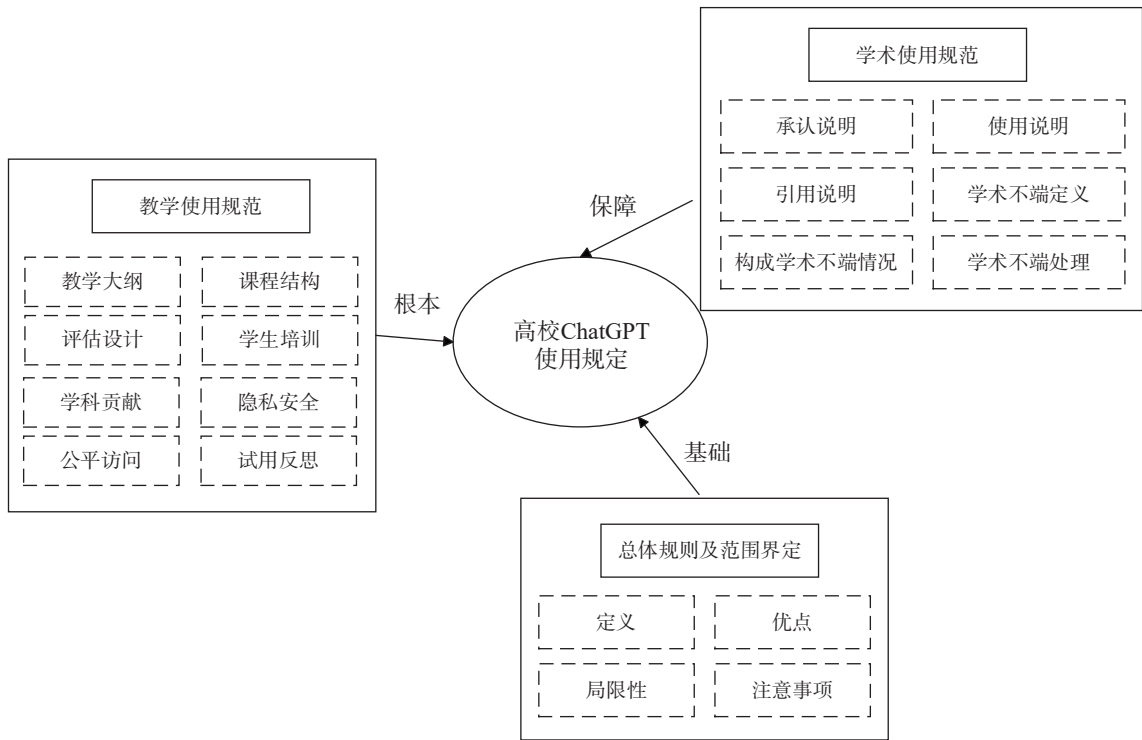 学术使用规范
承认说明
使用说明
引用说明
学术不端定义
构成学术不端情况
学术不端处理
保障
教学使用规范
教学大纲
课程结构
评估设计
学生培训
学科贡献
隐私安全
公平访问
试用反思
根本
高校ChatGPT
使用规定
基础
总体规则及范围界定
定义
优点
局限性
注意事项